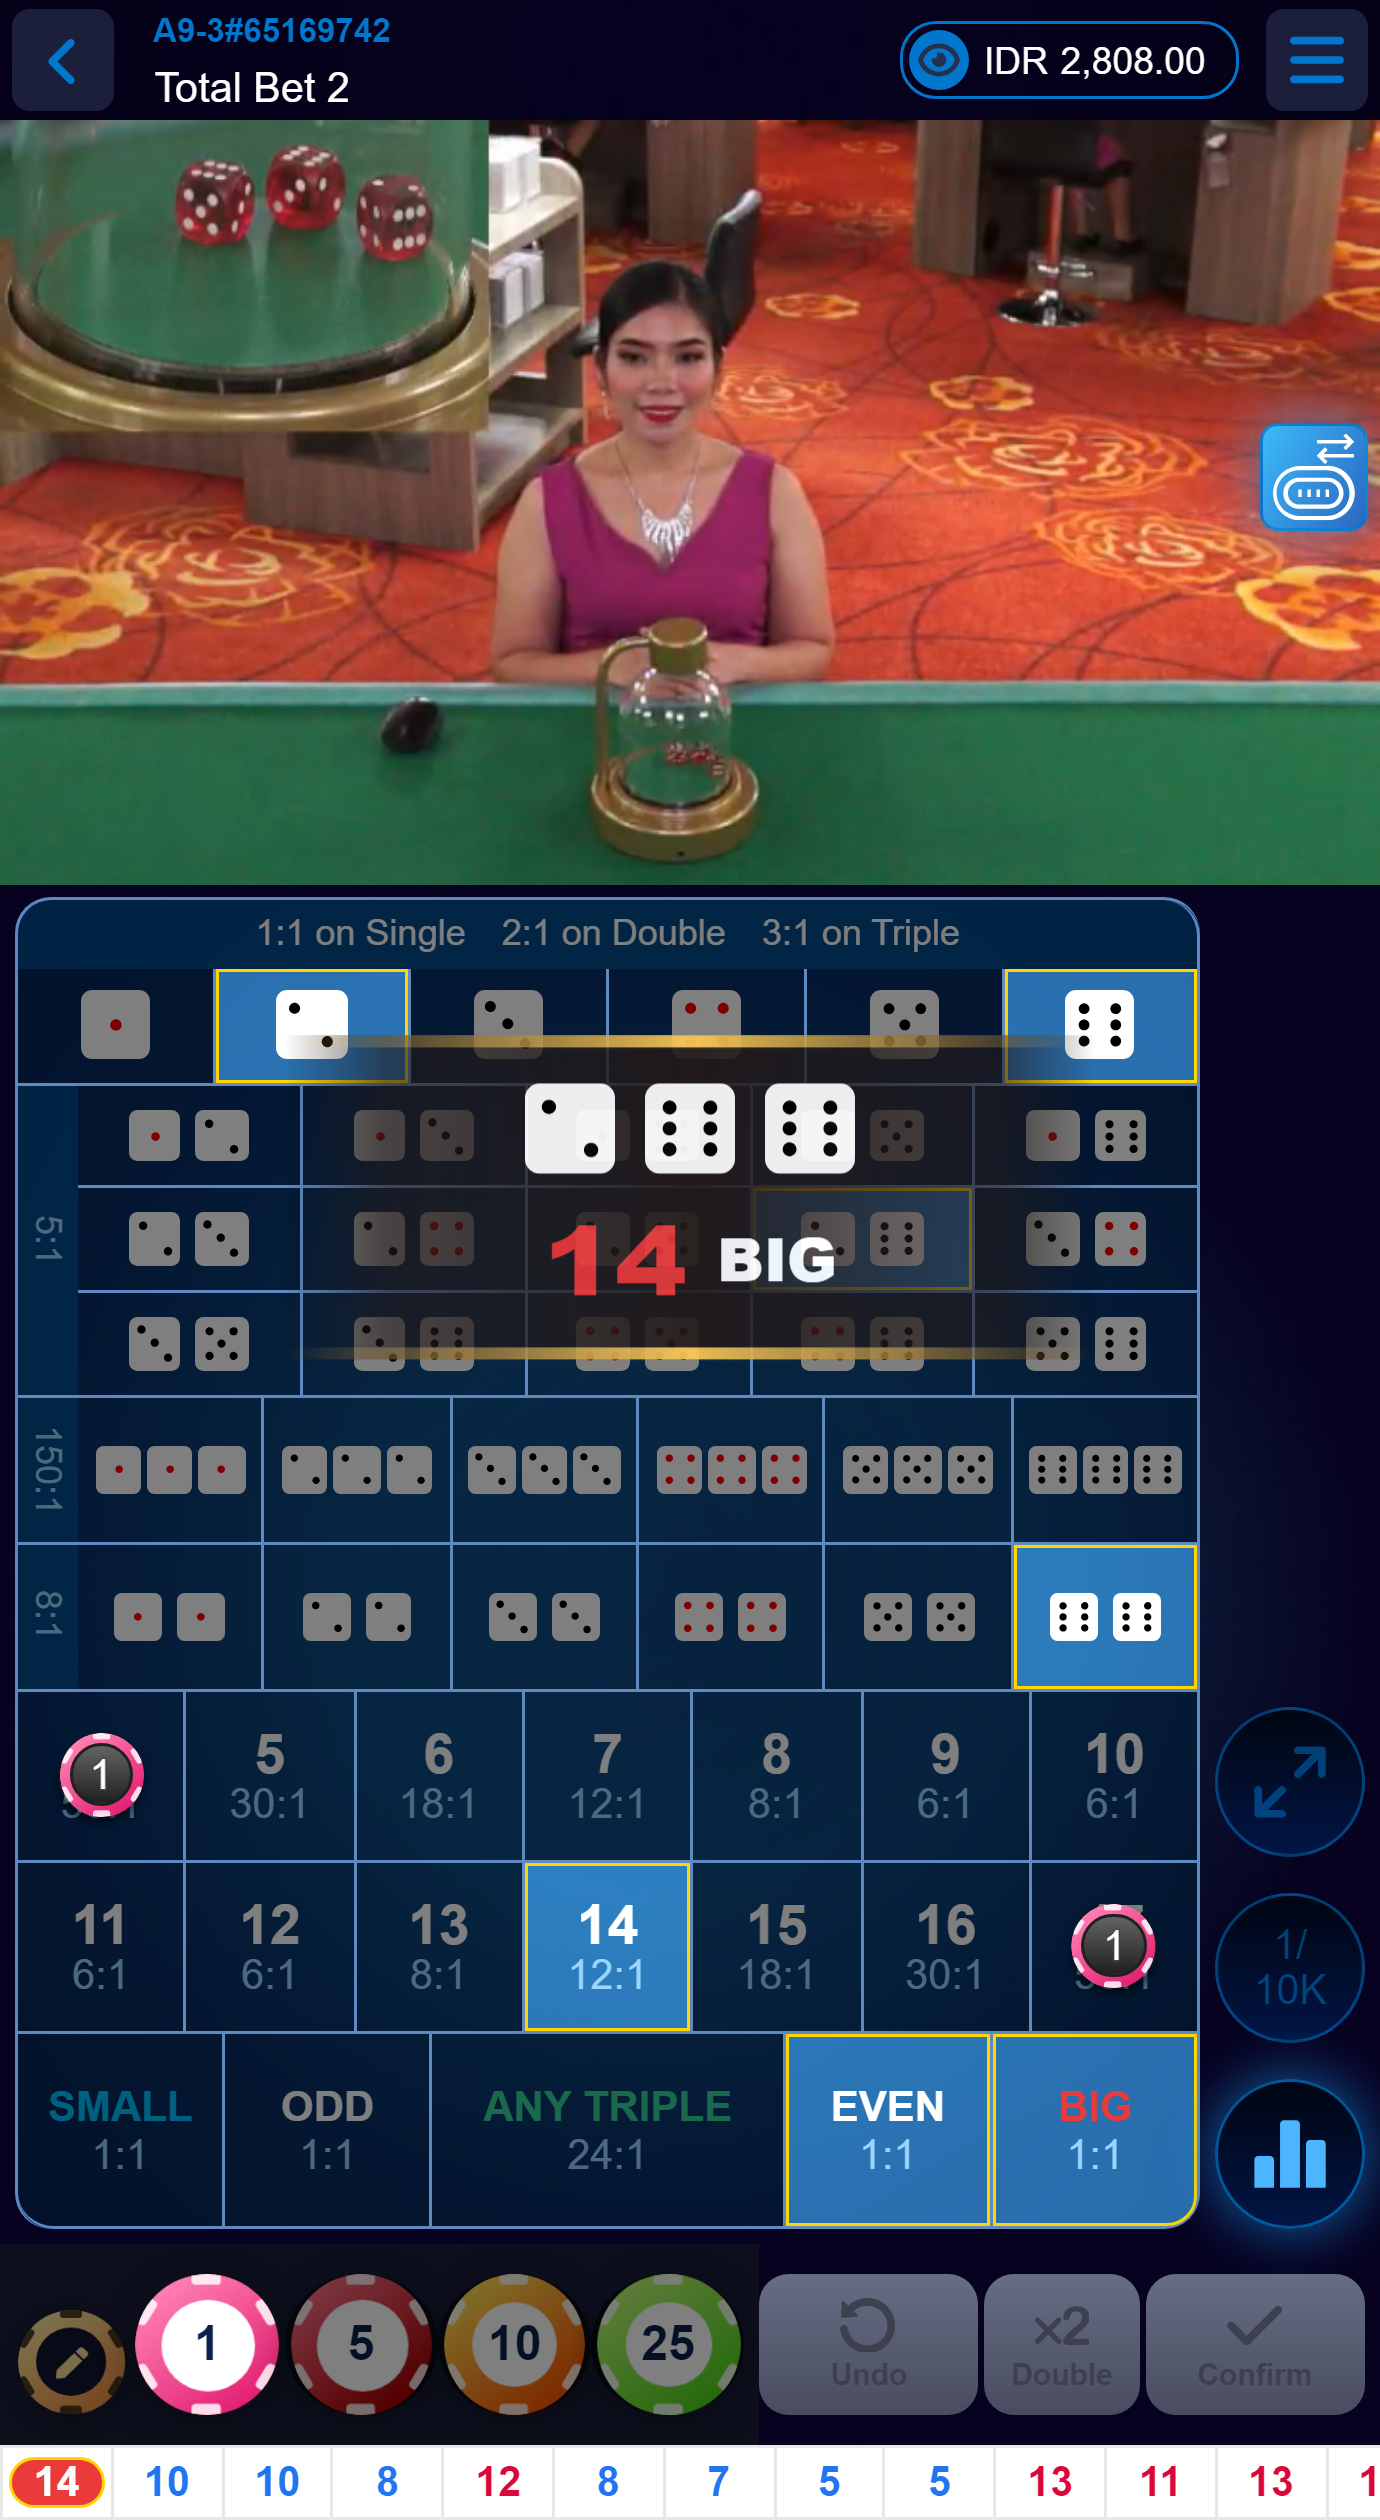 A9-3#65169742
Total Bet 2
IDR 2,808.00
1:1 on Single 2:1 on Double 3:1 on Triple
14 BIG
5:1
150:1
8:1
1 5 6 7 8 9 10
30:1 18:1 12:1 8:1 6:1 6:1
11 12 13 14 15 16 1
6:1 6:1 8:1 12:1 18:1 30:1
1/
10K
SMALL ODD ANY TRIPLE EVEN BIG
1:1 1:1 24:1 1:1 1:1
1 5 10 25
x2
Undo Double Confirm
14 10 10 8 12 8 7 5 5 13 11 13